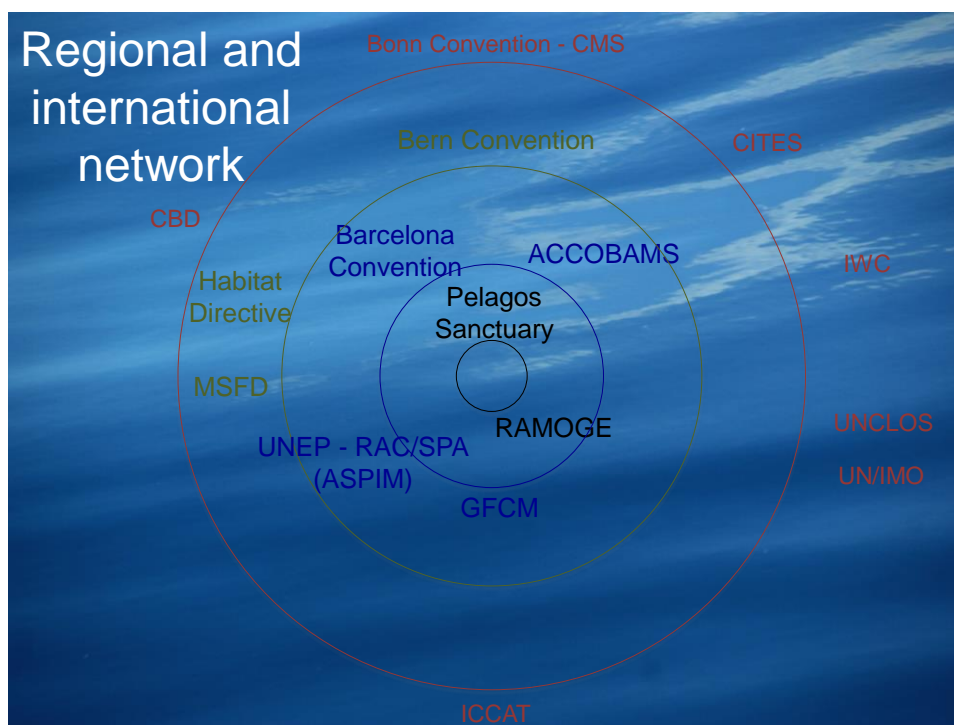 Regional and
international
network
Bonn Convention - CMS
Bern Convention
CITES
CBD
Barcelona
Convention
ACCOBAMS
IWC
Habitat
Directive
Pelagos
Sanctuary
MSFD
RAMOGE
UNCLOS
UNEP - RAC/SPA
(ASPIM)
UN/IMO
GFCM
ICCAT